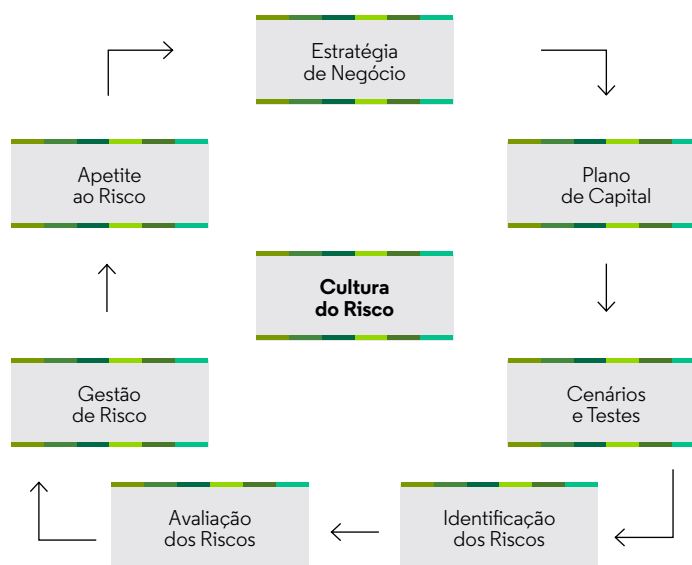 Estratégia
de Negócio
Apetite
ao Risco
Plano
de Capital
Cultura
do Risco
Gestão
de Risco
Cenários
e Testes
Avaliação
dos Riscos
Identificação
dos Riscos